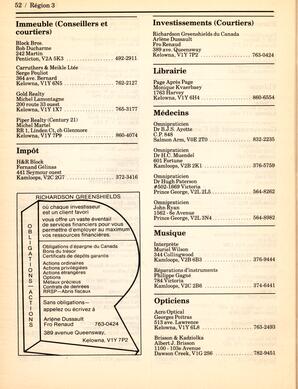 52 / Région 3
Immeuble (Conseillers et
courtiers)
Block Bros.
Bob Ducharme
242 Martin
Penticton, V2A 5K3 492-2911
Carruthers & Meikle Ltée
Serge Pouliot
364 ave. Bernard
Kelowna, V1Y 6N5 762-2127
Gold Realty
Michel Lamontagne
200 route 33 ouest
Kelowna, V1Y 1X7 765-3177
Piper Realty (Century 21)
Michel Martel
RR 1, Linden Ct, ob Glenmore
Kelowna, V1Y 7P9 860-4074
Impôt
H&R Block
Fernand Gélinas
441 Seymour ouest
Kamloops, V2C 2G7 372-3416
RICHARDSON GREENSHIELDS
OBLIGATIONS—ACTIONS
où chaque investisseur
est un client favori
vous offre un vaste éventail
de services financiers pour vous
permettre d'employer au maximum
vos ressources financières.
Obligations d'épargne du Canada
Bons du trésor
Certificats de dépôts garantis
Actions ordinaires
Actions privilégiées
Actions étrangères
Options
Métaux précieux
Contrats de denrées
RRSP—Abris fiscaux
Sans obligations—
appelez ou écrivez à
Arlène Dussault
Fro Renaud 763-0424
389 avenue Queensway,
Kelowna, V1Y 7P2
Investissements (Courtiers)
Richardson Greenshields du Canada
Arlène Dussault
Fro Renaud
389 ave. Queensway
Kelowna, V1Y 7P2 763-0424
Librairie
Page Après Page
Monique Kvaerbaey
1763 Harvey
Kelowna, V1Y 6H4 860-6554
Médecins
Omnipraticien
Dr B.J.S. Ayotte
C.P. 848
Salmon Arm, V0E 2T0 832-2235
Omnipraticien
Dr H.C. Muendel
601 Fortune
Kamloops, V2B 2K1 376-5759
Omnipraticien
Dr Hugh Peterson
#502-1669 Victoria
Prince George, V2L 2L5 564-8262
Omnipraticien
John Ryan
1562 - 6e Avenue
Prince George, V2L 3N4 564-8982
Musique
Interprète
Muriel Wilson
344 Collingwood
Kamloops, V2B 6B3 376-9444
Réparations d'instruments
Philippe Gagné
784 Victoria
Kamloops, V2C 2B6 374-6441
Opticiens
Acro Optical
Georges Poitras
513 ave. Lawrence
Kelowna, V1Y 6L8 763-2493
Brisson & Kadziolka
Albert J. Brisson
1100 - 103e Avenue
Dawson Creek, V1G 2S6 782-9451